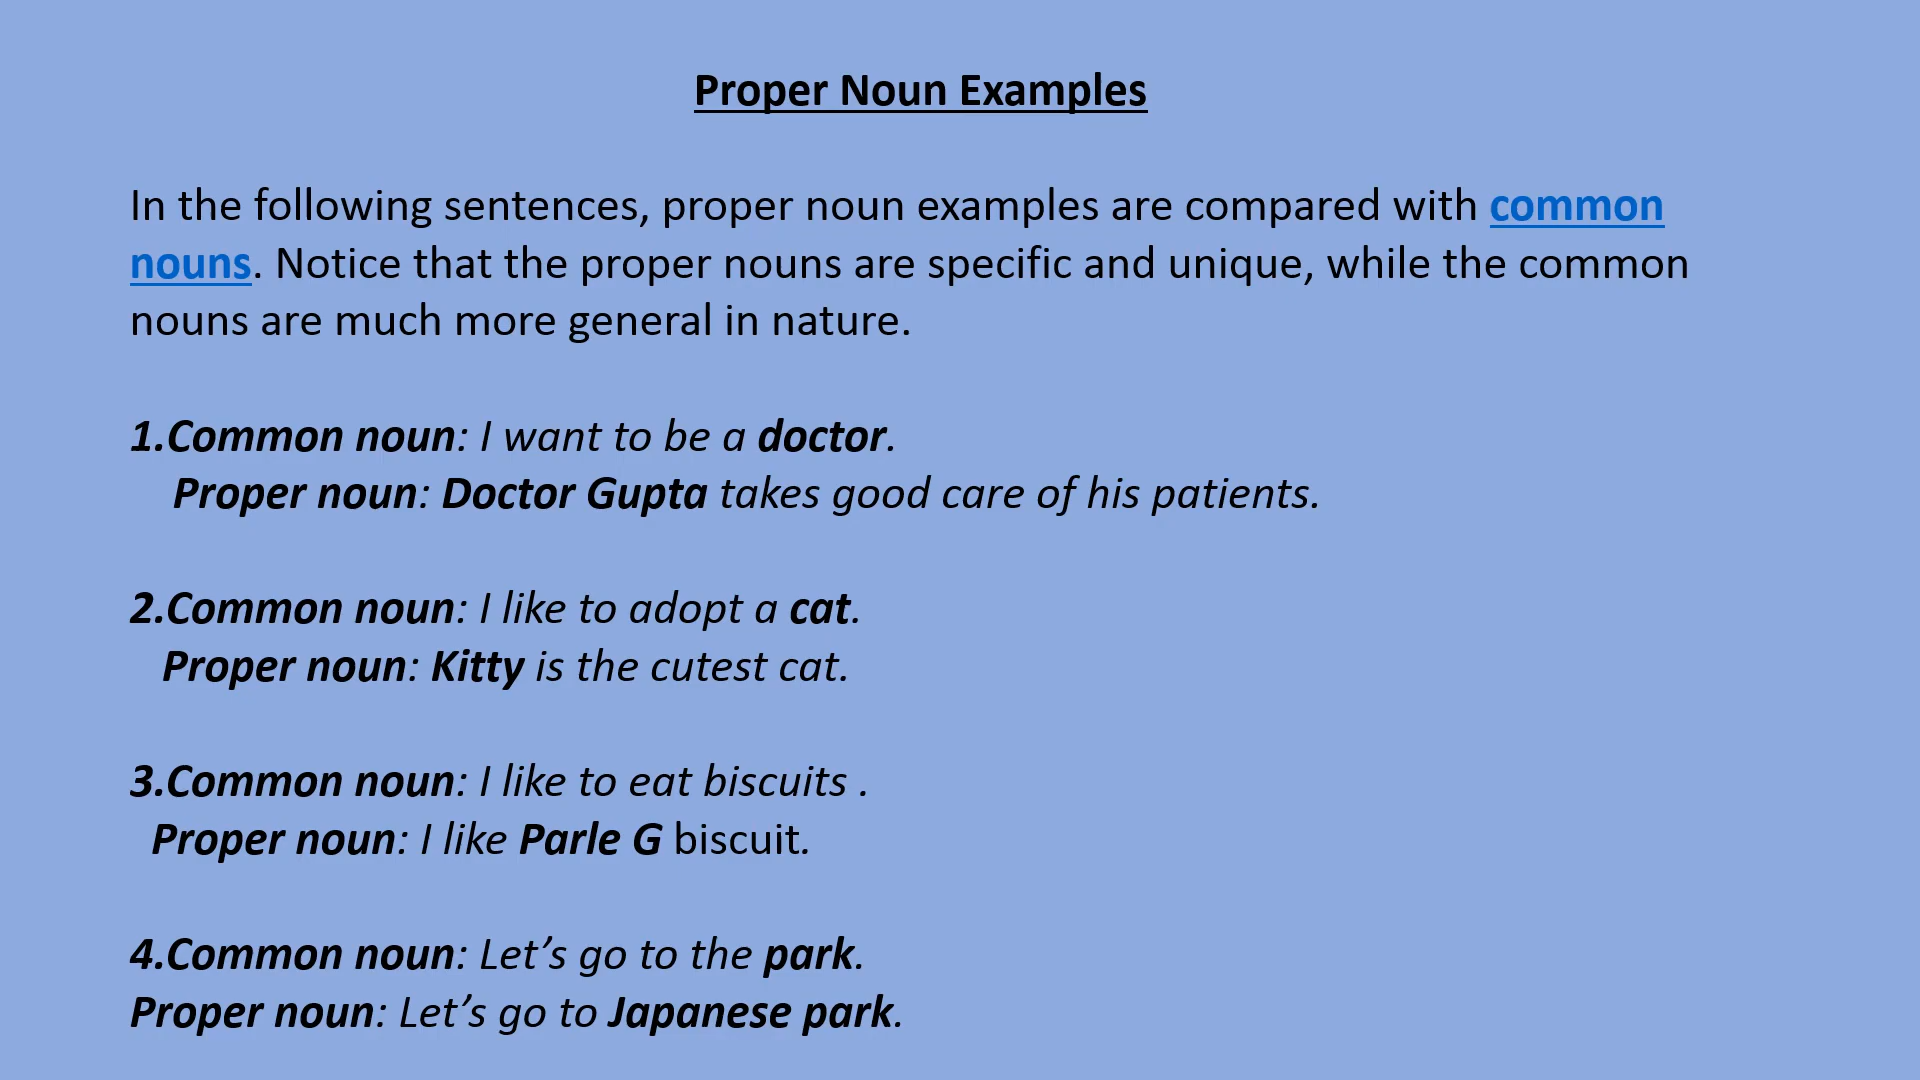 Proper Noun Examples
In the following sentences, proper noun examples are compared with common
nouns. Notice that the proper nouns are specific and unique, while the common
nouns are much more general in nature.
1.Common noun: I want to be a doctor.
Proper noun: Doctor Gupta takes good care of his patients.
2.Common noun: I like to adopt a cat.
Proper noun: Kitty is the cutest cat.
3.Common noun: I like to eat biscuits .
Proper noun: I like Parle G biscuit.
4.Common noun: Let’s go to the park.
Proper noun: Let’s go to Japanese park.